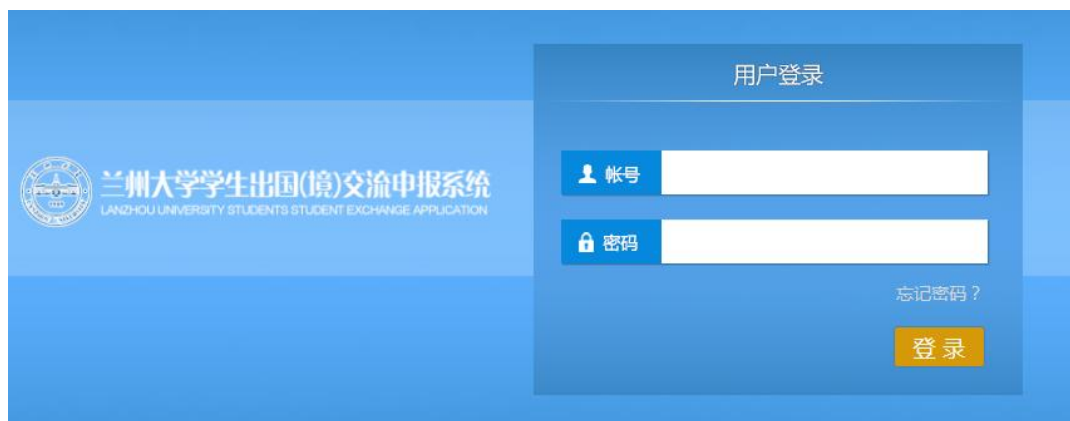 兰州大学学生出国(境)交流申报系统
LANZHOU UNIVERSITY STUDENTS STUDENT EXCHANGE APPLICATION
用户登录
帐号
密码
忘记密码？
登 录